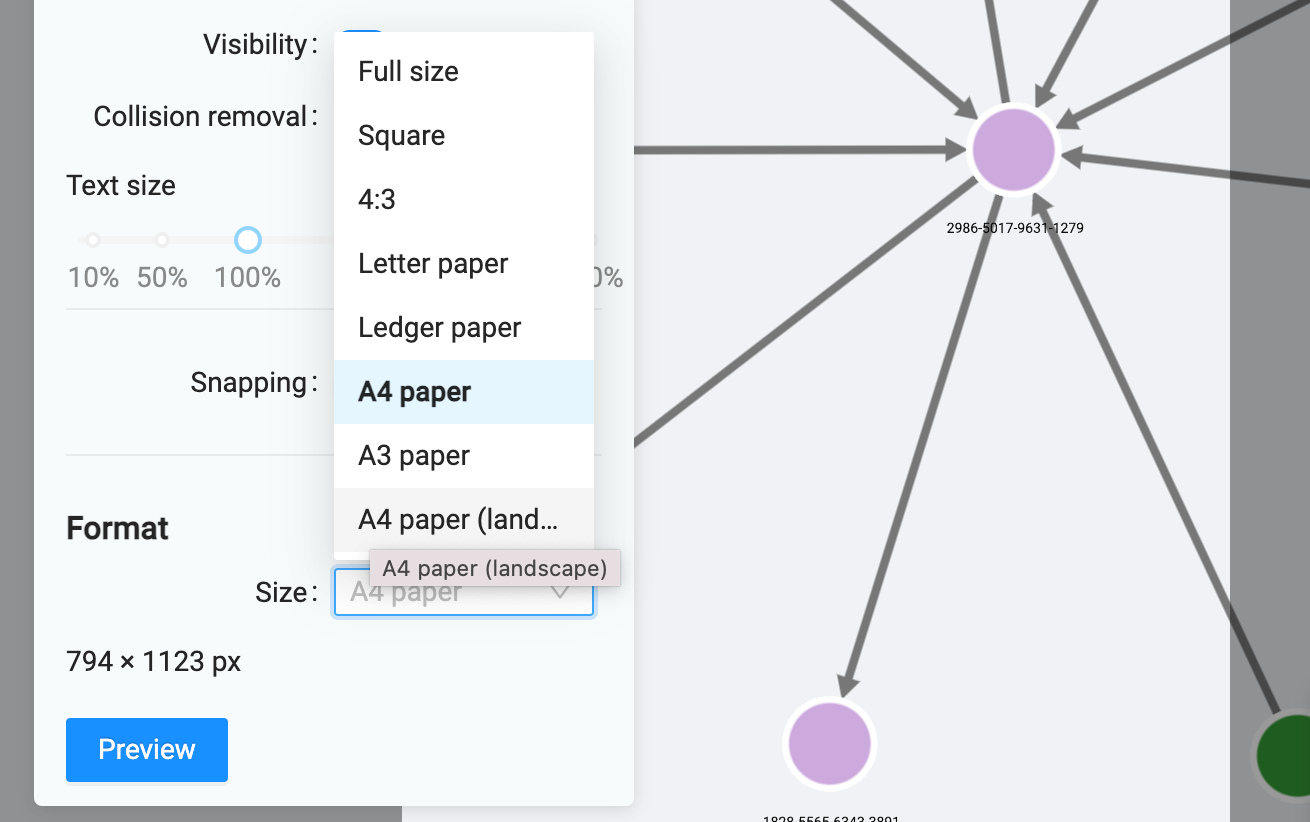 Visibility:
Full size
Collision removal:
Square
Text size
4:3
10% 50% 100%
0%
Letter paper
Ledger paper
Snapping:
A4 paper
A3 paper
Format
A4 paper (land...
A4 paper (landscape)
Size:
A4 paper
794 × 1123 px
Preview
2986-5017-9631-1279
1828-5565-6343-3891